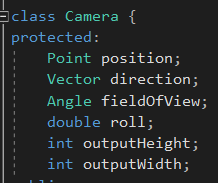 class Camera {
protected:
Point position;
Vector direction;
Angle fieldOfView;
double roll;
int outputHeight;
int outputWidth;